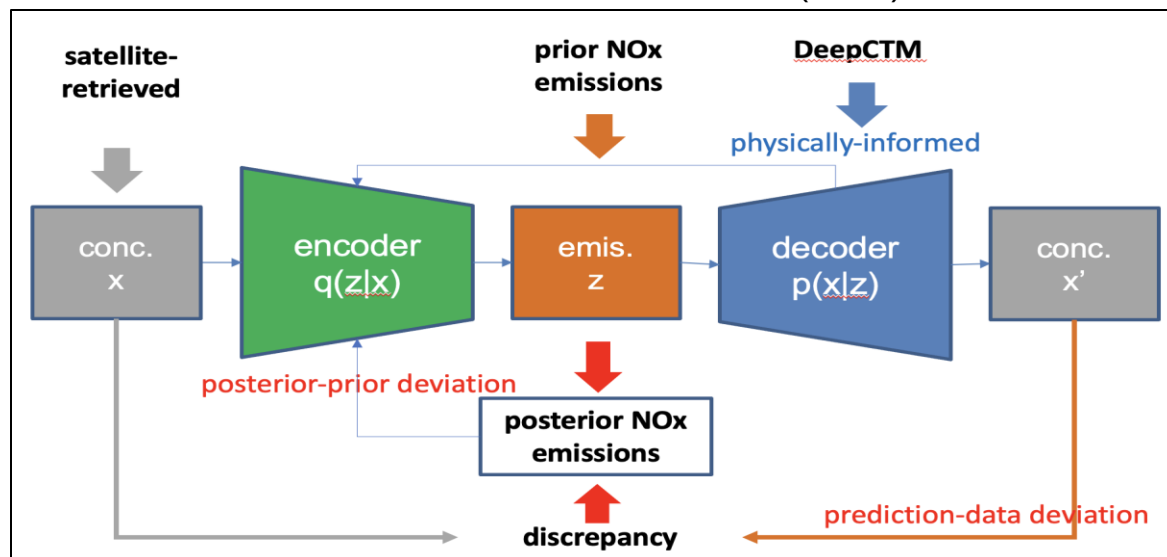 satellite-
retrieved
prior NOx
emissions
DeepCTM
physically-informed
conc.
x
encoder
q(z|x)
emis.
z
decoder
p(x|z)
conc.
x’
posterior-prior deviation
posterior NOx
emissions
prediction-data deviation
discrepancy